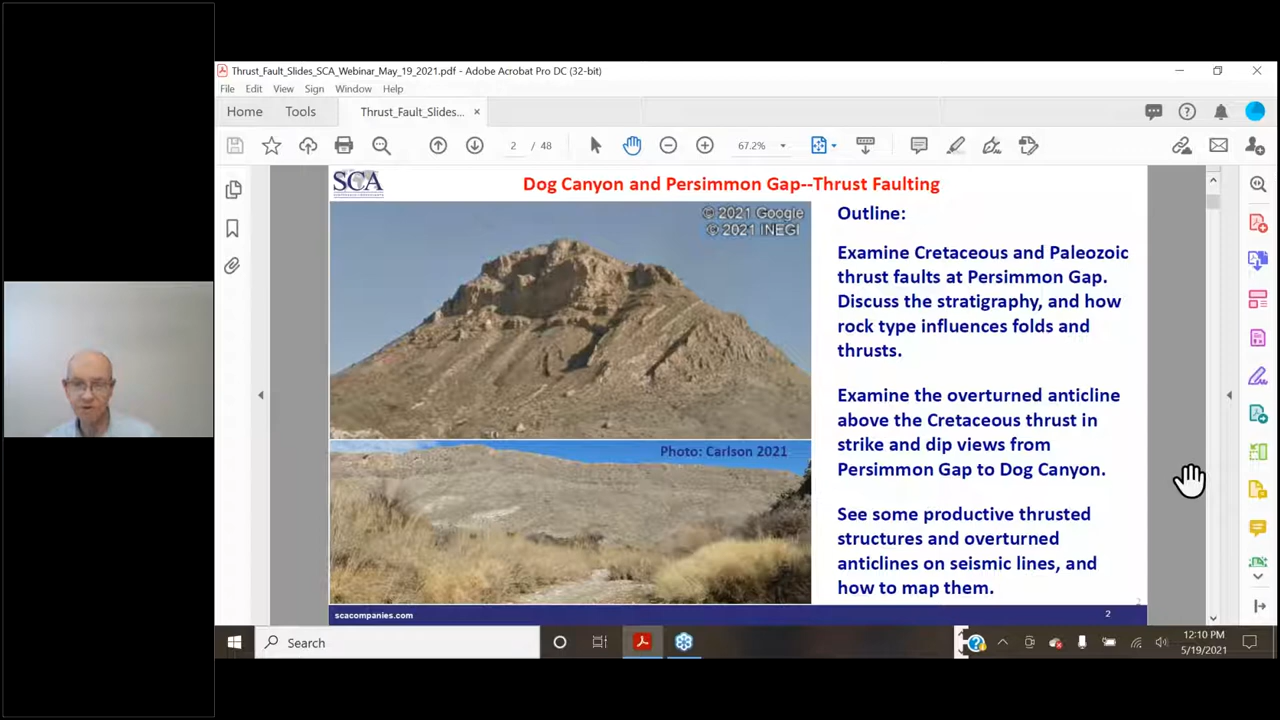 Thrust_Fault_Slides_SCA_Webinar_May_19_2021.pdf - Adobe Acrobat Pro DC (32-bit)
File Edit View Window Help
Home Tools Thrust_Fault_Slides... ×
2 / 48 67.2%
SCA
Dog Canyon and Persimmon Gap--Thrust Faulting
© 2021 Google
© 2021 INEGI
Photo: Carlson 2021
Outline:
Examine Cretaceous and Paleozoic
thrust faults at Persimmon Gap.
Discuss the stratigraphy, and how
rock type influences folds and
thrusts.
Examine the overturned anticline
above the Cretaceous thrust in
strike and dip views from
Persimmon Gap to Dog Canyon.
See some productive thrusted
structures and overturned
anticlines on seismic lines, and
how to map them.
scacompanies.com 2
Search
12:10 PM
5/19/2021